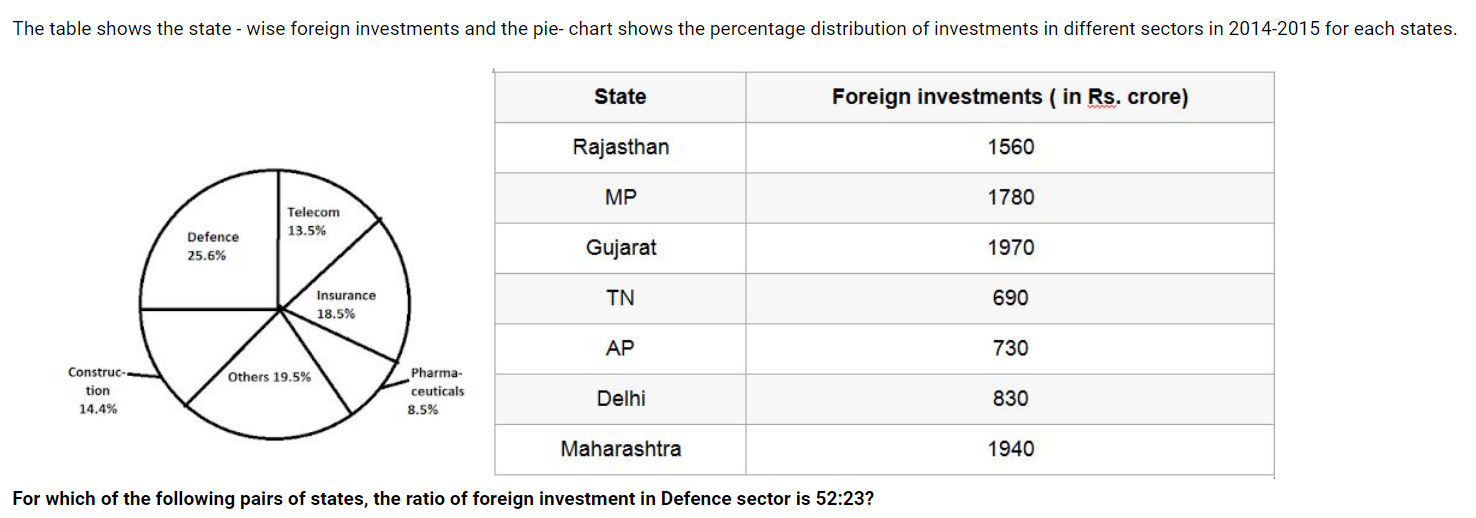 The table shows the state - wise foreign investments and the pie- chart shows the percentage distribution of investments in different sectors in 2014-2015 for each states.
State Foreign investments ( in Rs. crore)
Rajasthan 1560
MP 1780
Gujarat 1970
TN 690
AP 730
Delhi 830
Maharashtra 1940
Telecom
13.5%
Defence
25.6%
Insurance
18.5%
Construc-
tion
14.4%
Others 19.5%
Pharma-
ceuticals
8.5%
For which of the following pairs of states, the ratio of foreign investment in Defence sector is 52:23?